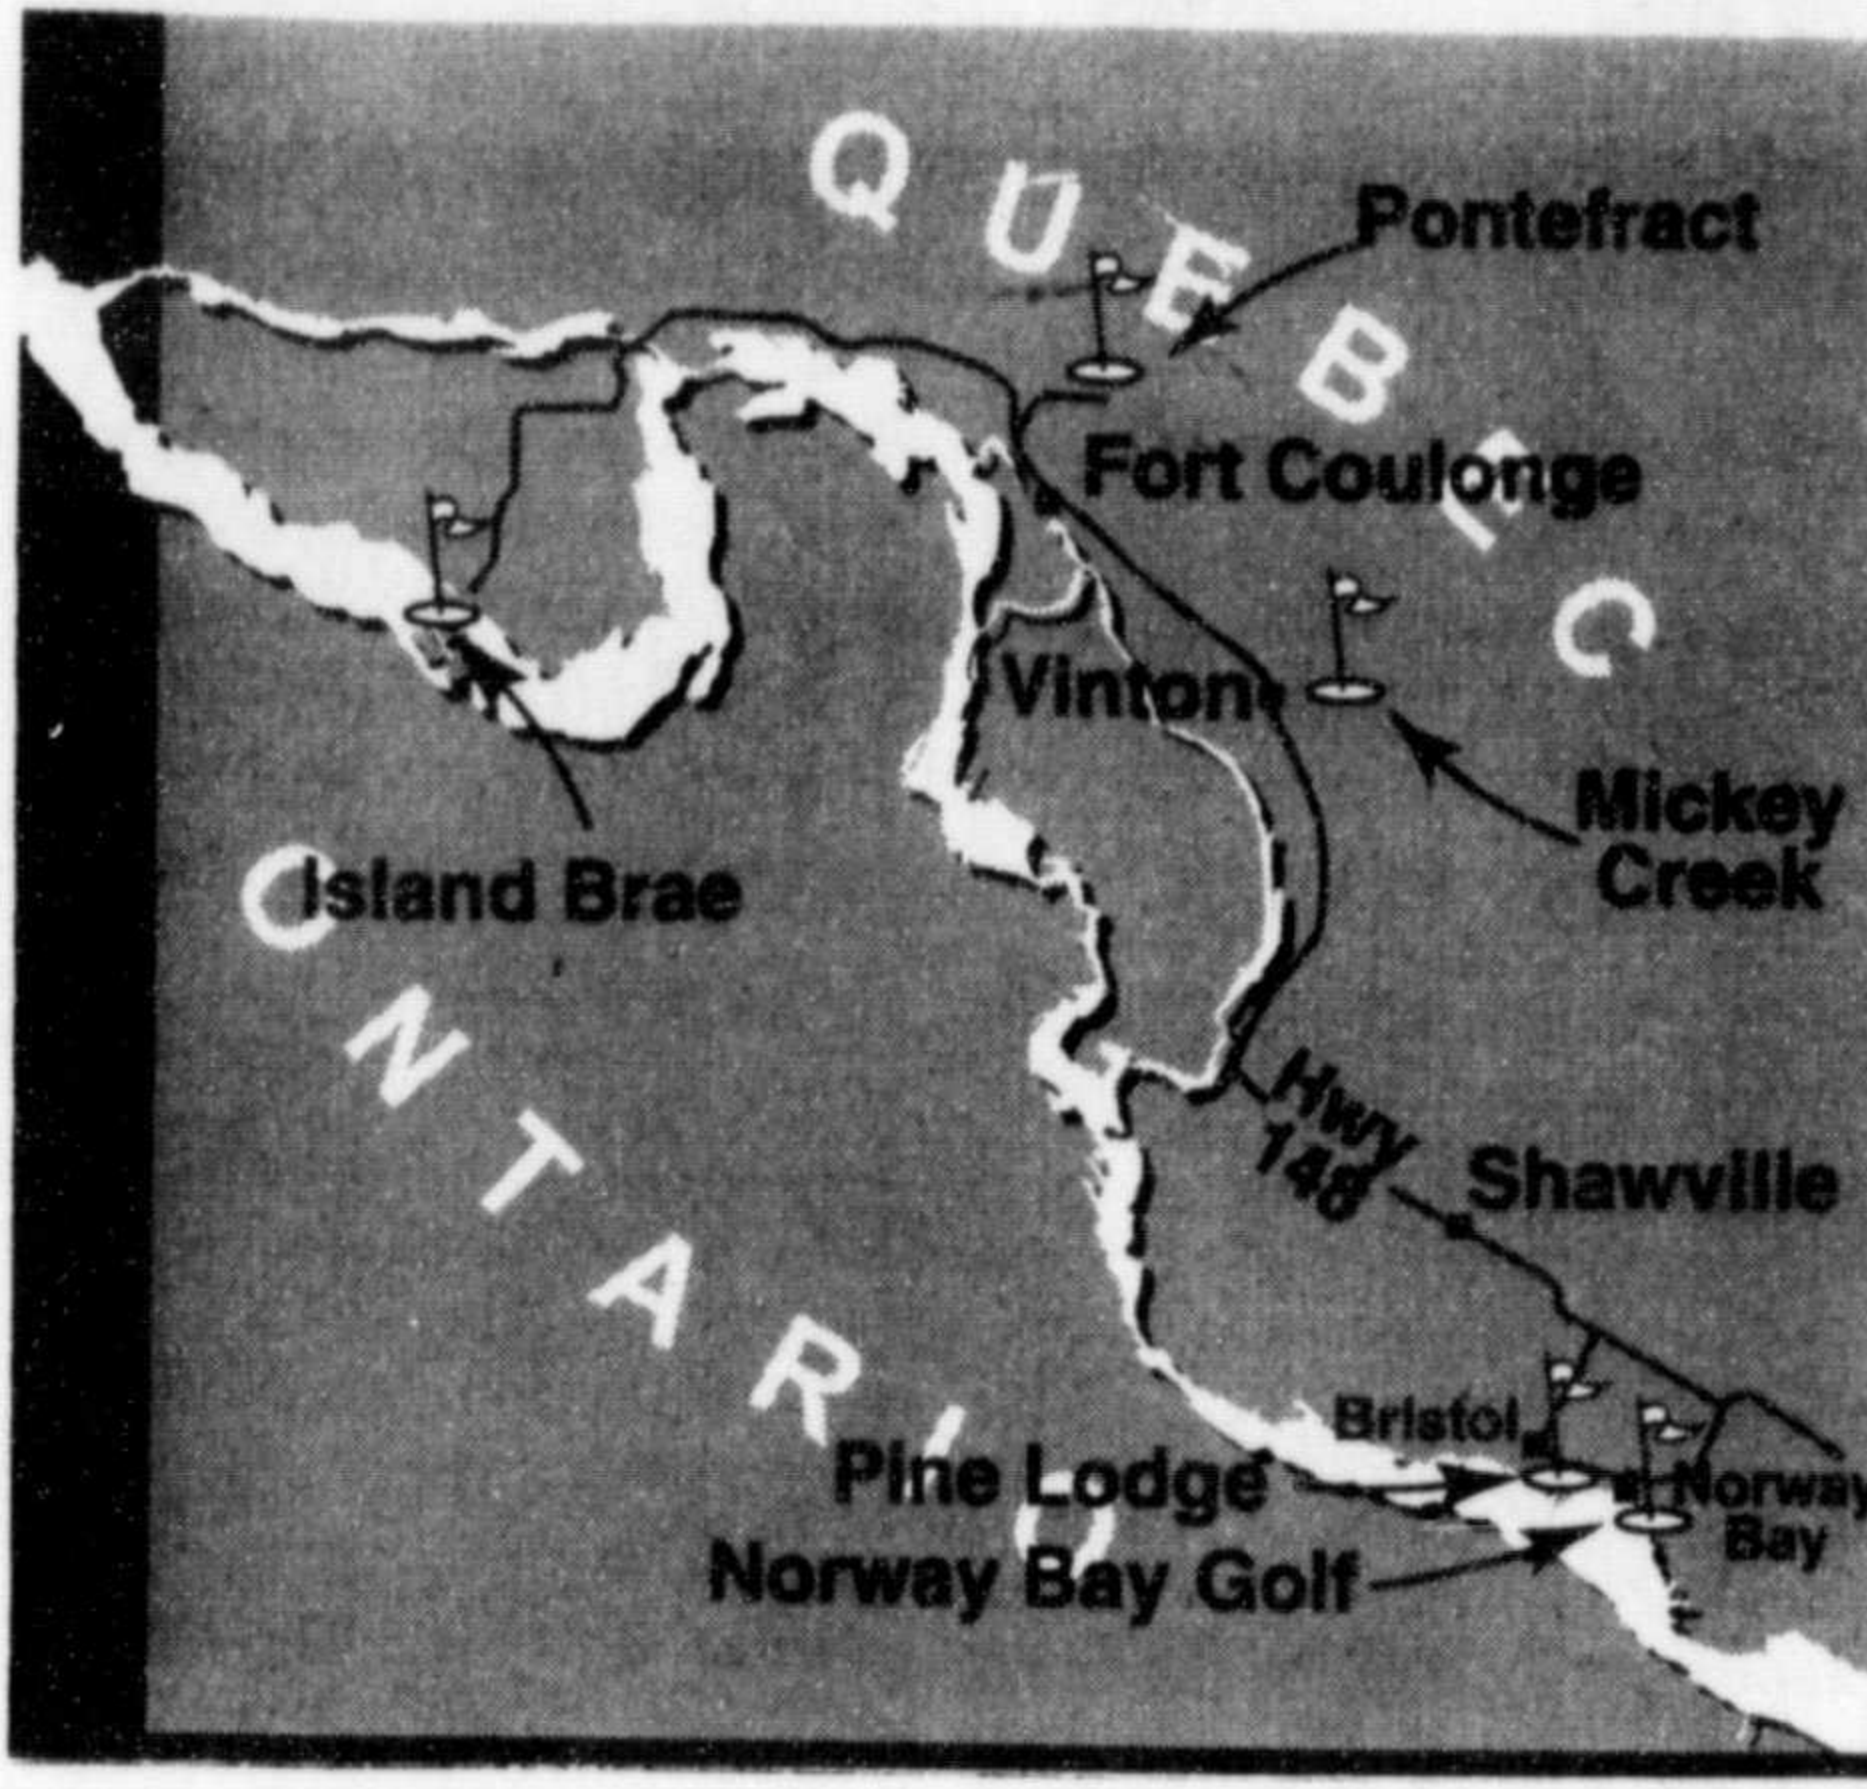 QUEBEC
Pontefract
Fort Coulonge
Vinton
Mickey
Creek
Island Brae
ONTARIO
Hwy
148
Shawville
Bristol
Pine Lodge
Norway
Bay
Norway Bay Golf